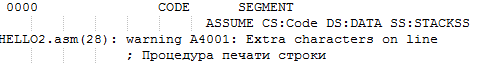 0000 CODE SEGMENT
ASSUME CS:Code DS:DATA SS:STACKSS
HELLO2.asm(28): warning A4001: Extra characters on line
; Процедура печати строки